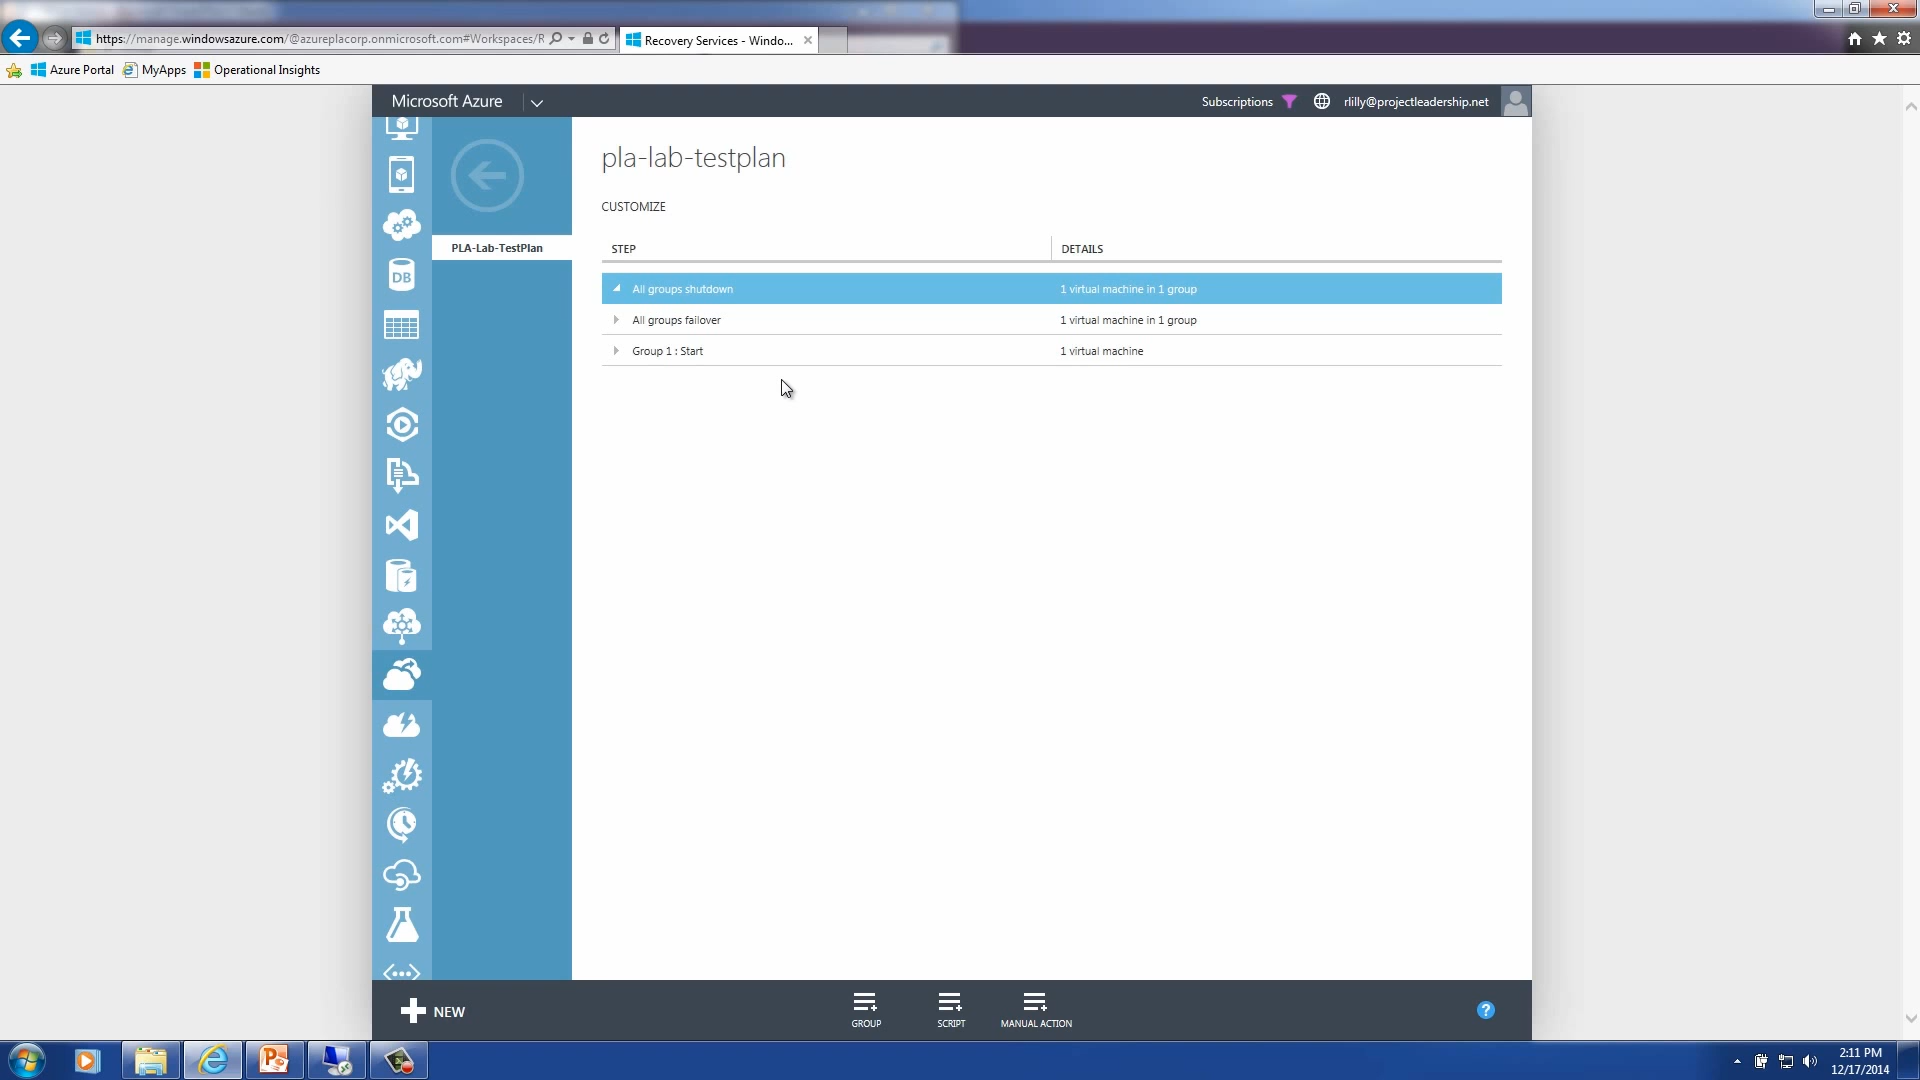 https://manage.windowsazure.com/@azureplacorp.onmicrosoft.com#Workspaces/R
Recovery Services - Windo...
Azure Portal
MyApps
Operational Insights
Microsoft Azure
Subscriptions
rlilly@projectleadership.net
pla-lab-testplan
CUSTOMIZE
PLA-Lab-TestPlan
STEP DETAILS
All groups shutdown 1 virtual machine in 1 group
All groups failover 1 virtual machine in 1 group
Group 1 : Start 1 virtual machine
DB
NEW
GROUP
SCRIPT
MANUAL ACTION
?
2:11 PM
12/17/2014